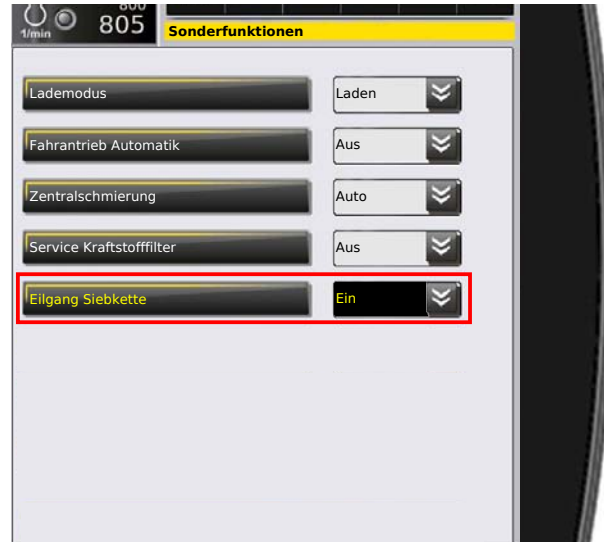 800
1/min 805
Sonderfunktionen
Lademodus Laden
Fahrantrieb Automatik Aus
Zentralschmierung Auto
Service Kraftstofffilter Aus
Eilgang Siebkette Ein